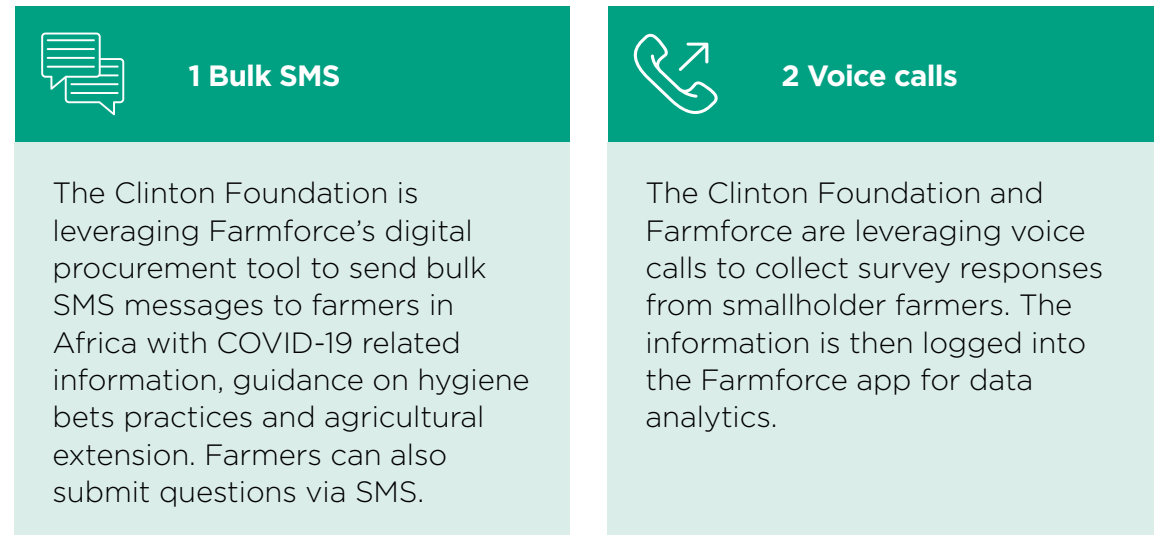 1 Bulk SMS
The Clinton Foundation is
leveraging Farmforce’s digital
procurement tool to send bulk
SMS messages to farmers in
Africa with COVID-19 related
information, guidance on hygiene
bets practices and agricultural
extension. Farmers can also
submit questions via SMS.
2 Voice calls
The Clinton Foundation and
Farmforce are leveraging voice
calls to collect survey responses
from smallholder farmers. The
information is then logged into
the Farmforce app for data
analytics.